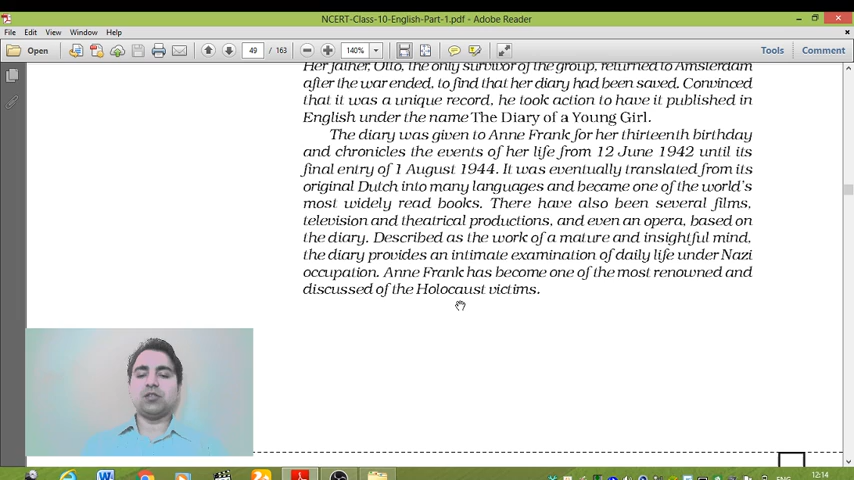 NCERT-Class-10-English-Part-1.pdf - Adobe Reader
File Edit View Window Help
Open 49 / 163 140% Tools Comment
Her father, Otto, the only survivor of the group, returned to Amsterdam
after the war ended, to find that her diary had been saved. Convinced
that it was a unique record, he took action to have it published in
English under the name The Diary of a Young Girl.
The diary was given to Anne Frank for her thirteenth birthday
and chronicles the events of her life from 12 June 1942 until its
final entry of 1 August 1944. It was eventually translated from its
original Dutch into many languages and became one of the world's
most widely read books. There have also been several films,
television and theatrical productions, and even an opera, based on
the diary. Described as the work of a mature and insightful mind,
the diary provides an intimate examination of daily life under Nazi
occupation. Anne Frank has become one of the most renowned and
discussed of the Holocaust victims.
ENG 12:14